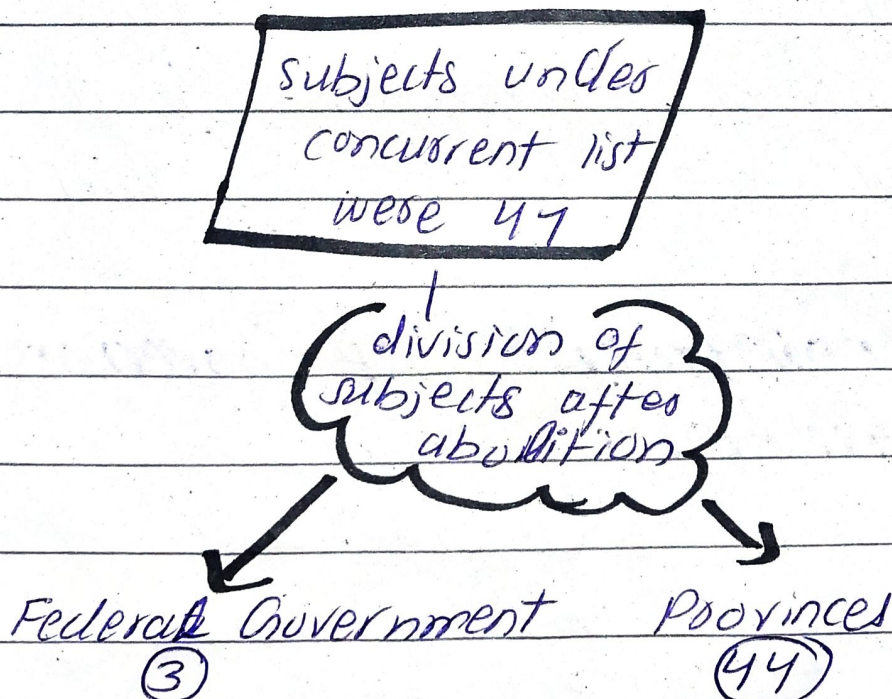 subjects under
concurrent list
were 47
division of
subjects after
abolition
Federal Government Provinces
3 44